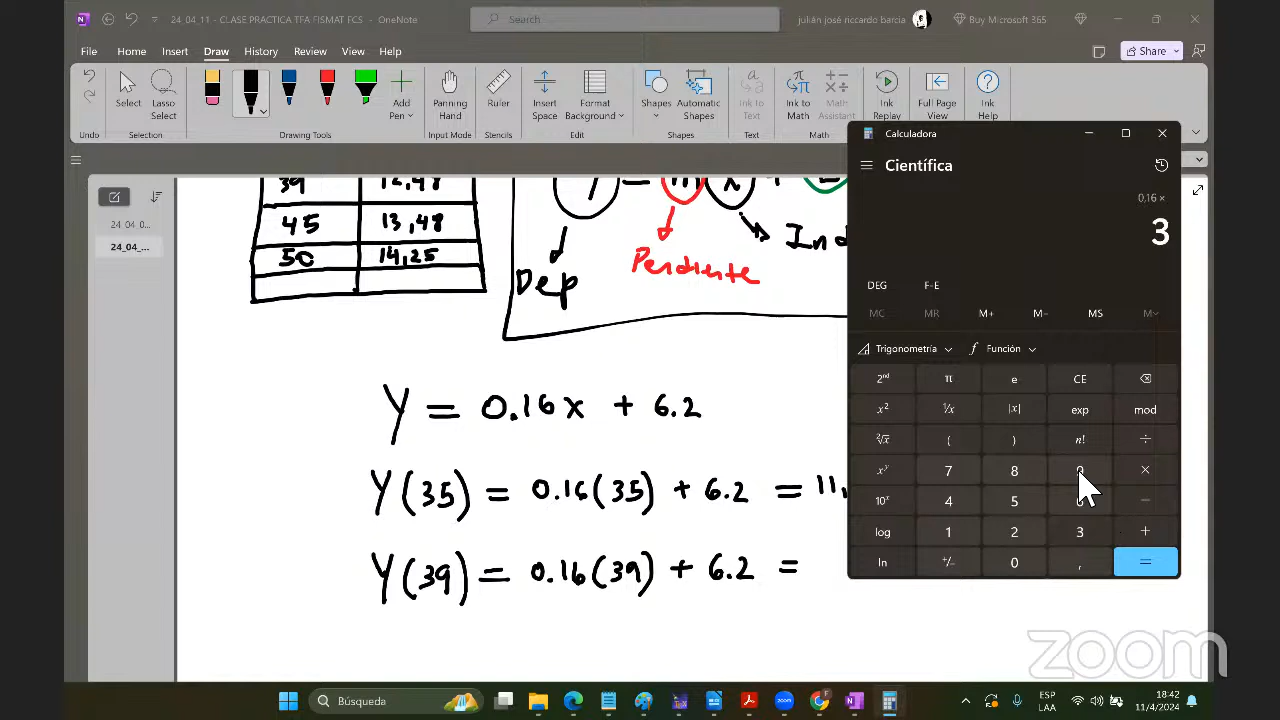 24_04_11 - CLASE PRACTICA TFA FISMAT FCS - OneNote
Search
julián josé riccardo barcia
Buy Microsoft 365
File Home Insert Draw History Review View Help
Share
Undo
Select
Lasso Select
Selection
Add Pen
Drawing Tools
Panning Hand
Input Mode
Ruler
Stencils
Insert Space
Format Background
Edit
Shapes
Automatic Shapes
Shapes
Ink to Text
Text
Ink to Math
Math Assistant
Math
Ink Replay
Replay
Full Page View
Ink Help
Help
24_04_...
24_04_...
39 12,48
45 13,48
50 14,25
y = m x +
Dep
Pendiente
Ind
Y = 0.16x + 6.2
Y(35) = 0.16(35) + 6.2 = 11,
Y(39) = 0.16(39) + 6.2 =
Calculadora
Científica
0,16 ×
3
DEG F-E
MC MR M+ M- MS M
Trigonometría Función
2nd π e CE
x² ¹/x |x| exp mod
²√x ( ) n! ÷
xʸ 7 8 9 ×
10ˣ 4 5 −
log 1 2 3 +
ln +/- 0 , =
zoom
Búsqueda
ESP
LAA
18:42
11/4/2024